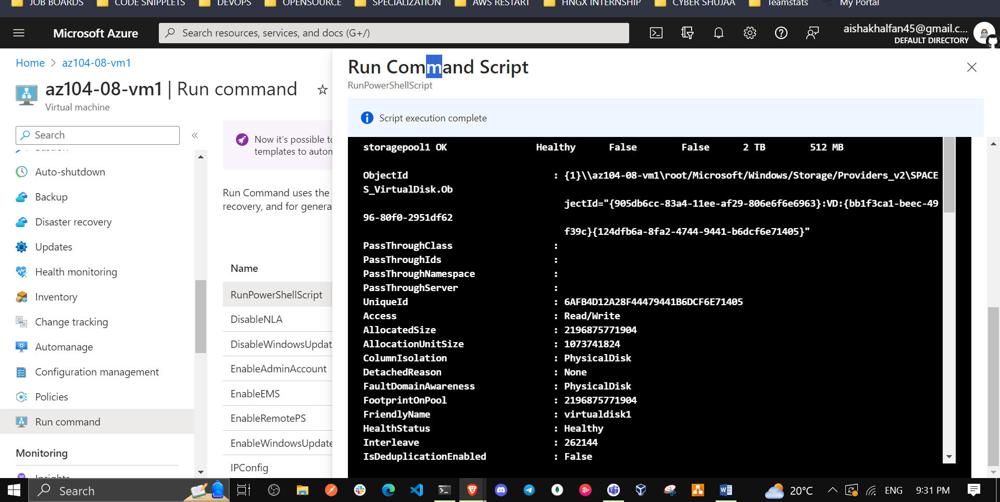 JOB BOARDS CODE SNIPPLETS DEVOPS OPENSOURCE SPECIALIZATION AWS RESTART HNGX INTERNSHIP CYBER SHUJAA Teamstats My Portal
Microsoft Azure
Search resources, services, and docs (G+/)
aishakhalfan45@gmail.c...
DEFAULT DIRECTORY
Home > az104-08-vm1
az104-08-vm1 | Run command
Virtual machine
Search
«
Bastion
Auto-shutdown
Backup
Disaster recovery
Updates
Health monitoring
Inventory
Change tracking
Automanage
Configuration management
Policies
Run command
Monitoring
Insights
Now it's possible to
templates to autom
Run Command uses the
recovery, and for genera
Name
RunPowerShellScript
DisableNLA
DisableWindowsUpdat
EnableAdminAccount
EnableEMS
EnableRemotePS
EnableWindowsUpdate
IPConfig
Run Command Script
RunPowerShellScript
Script execution complete
storagepool1 OK Healthy False False 2 TB 512 MB
ObjectId : {1}\\az104-08-vm1\root/Microsoft/Windows/Storage/Providers_v2\SPACE
S_VirtualDisk.Ob
jectId="{905db6cc-83a4-11ee-af29-806e6f6e6963}:VD:{bb1f3ca1-beec-49
96-80f0-2951df62
f39c}{124dfb6a-8fa2-4744-9441-b6dcf6e71405}"
PassThroughClass :
PassThroughIds :
PassThroughNamespace :
PassThroughServer :
UniqueId : 6AFB4D12A28F44479441B6DCF6E71405
Access : Read/Write
AllocatedSize : 2196875771904
AllocationUnitSize : 1073741824
ColumnIsolation : PhysicalDisk
DetachedReason : None
FaultDomainAwareness : PhysicalDisk
FootprintOnPool : 2196875771904
FriendlyName : virtualdisk1
HealthStatus : Healthy
Interleave : 262144
IsDeduplicationEnabled : False
Search
20°C
ENG
9:31 PM